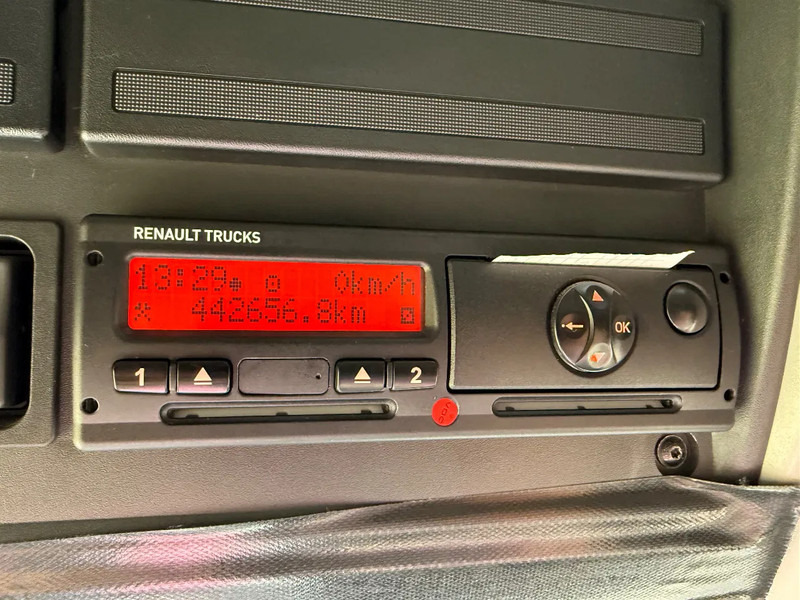 RENAULT TRUCKS
13:29 0km/h
442656.8km
1 2
OK